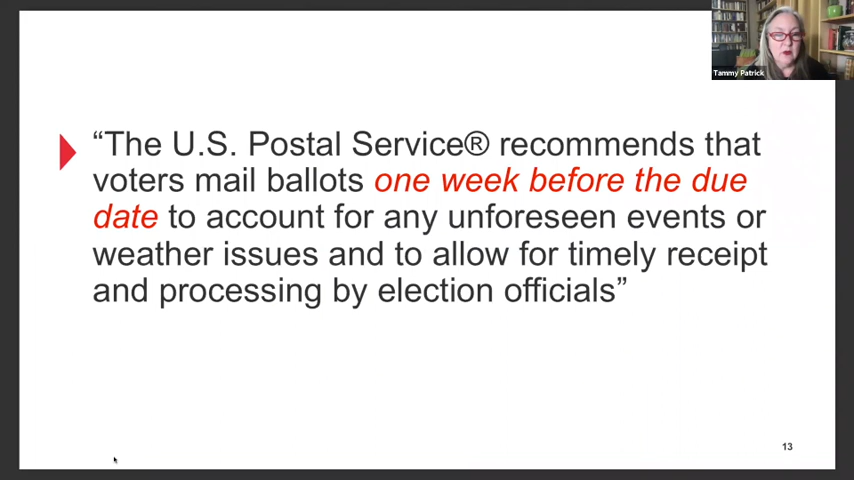 Tammy Patrick
“The U.S. Postal Service® recommends that
voters mail ballots one week before the due
date to account for any unforeseen events or
weather issues and to allow for timely receipt
and processing by election officials”
13